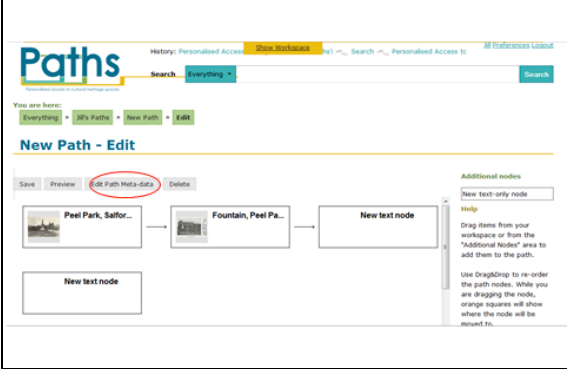 History: Personalised Access
Show Workspace
Search
Personalised Access to
Jill Preferences Logout
Paths
Personalised access to cultural heritage spaces
Search
Everything
Search
You are here:
Everything
Jill's Paths
New Path
Edit
New Path - Edit
Save
Preview
Edit Path Meta-data
Delete
Peel Park, Salfor...
Fountain, Peel Pa...
New text node
New text node
Additional nodes
New text-only node
Help
Drag items from your
workspace or from the
"Additional Nodes" area to
add them to the path.
Use Drag&Drop to re-order
the path nodes. While you
are dragging the node,
orange squares will show
where the node will be
moved to.